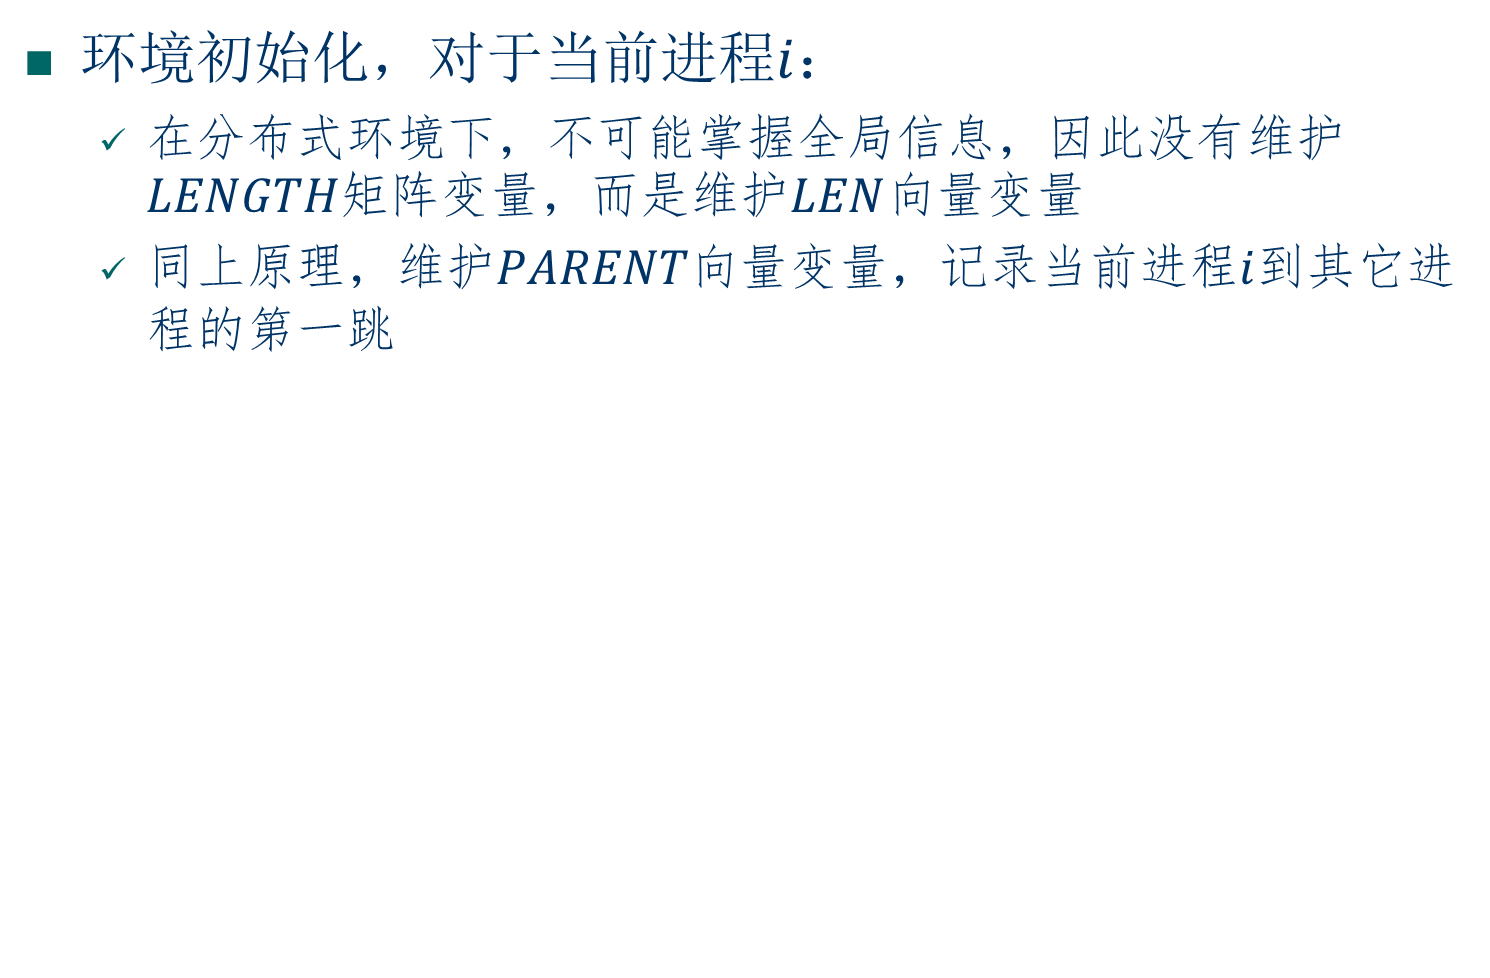 环境初始化，对于当前进程i：
在分布式环境下，不可能掌握全局信息，因此没有维护
LENGTH矩阵变量，而是维护LEN向量变量
同上原理，维护PARENT向量变量，记录当前进程i到其它进
程的第一跳